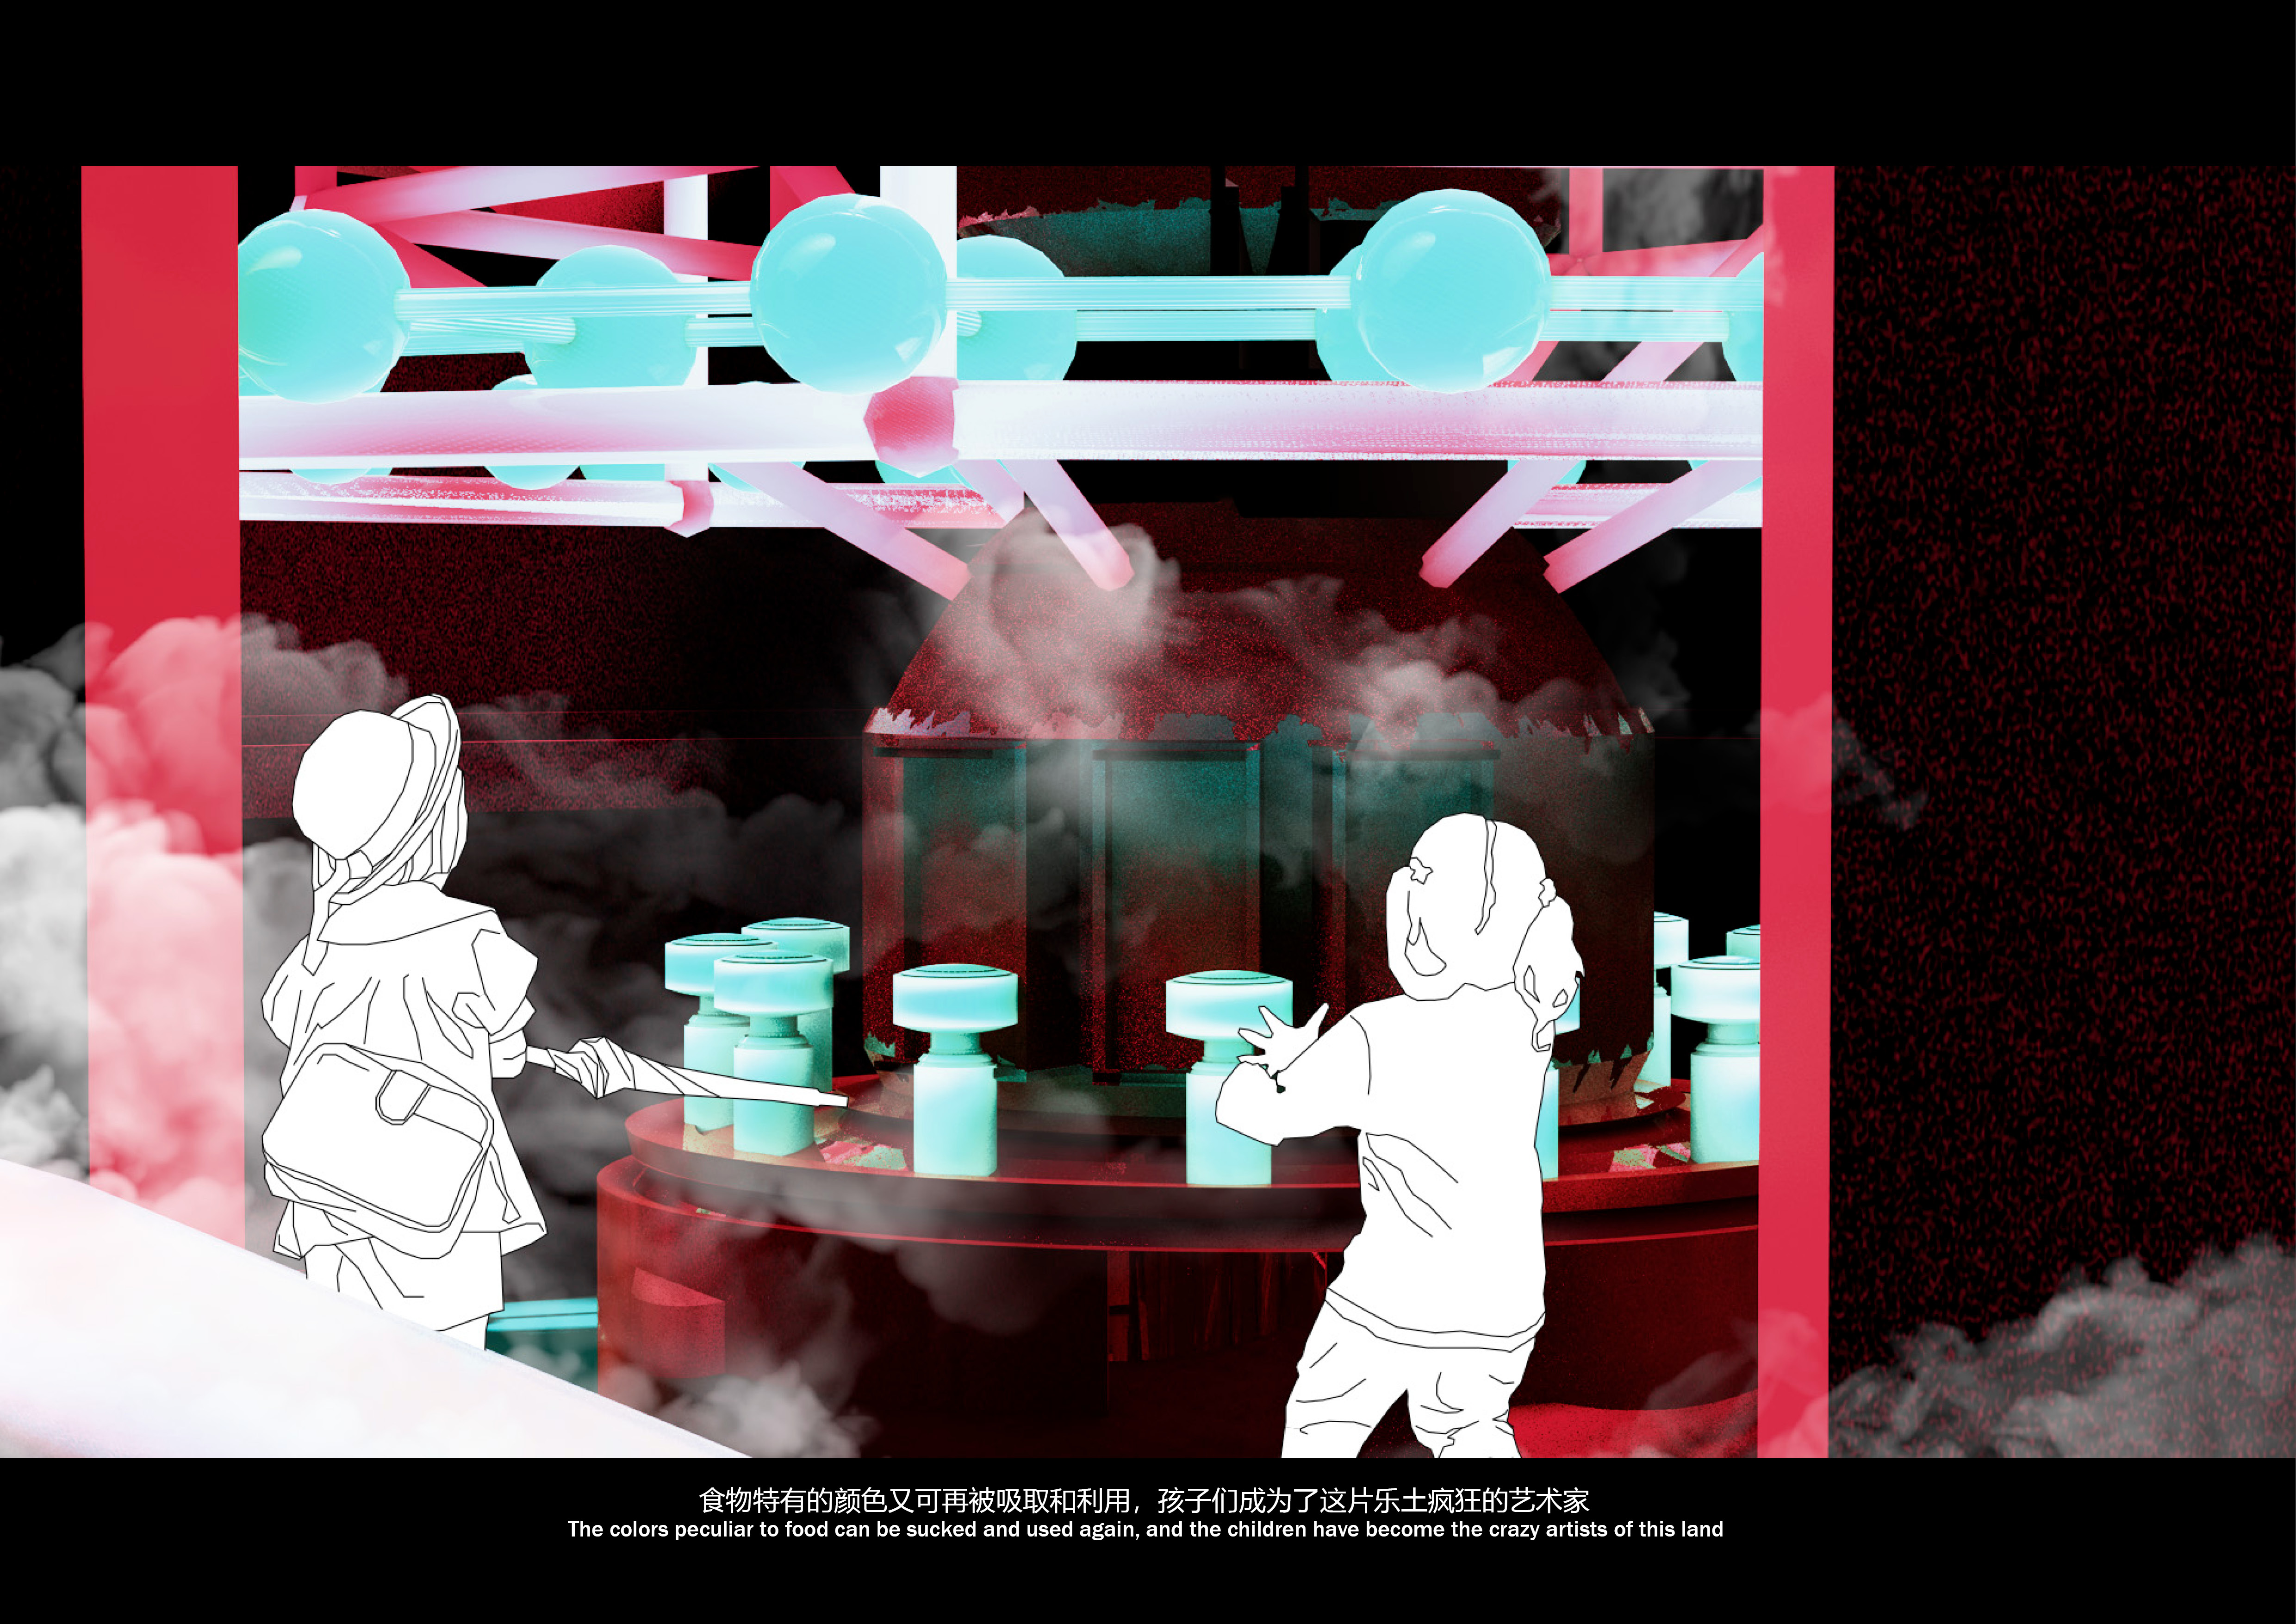 食物特有的颜色又可再被吸取和利用，孩子们成为了这片乐土疯狂的艺术家
The colors peculiar to food can be sucked and used again, and the children have become the crazy artists of this land